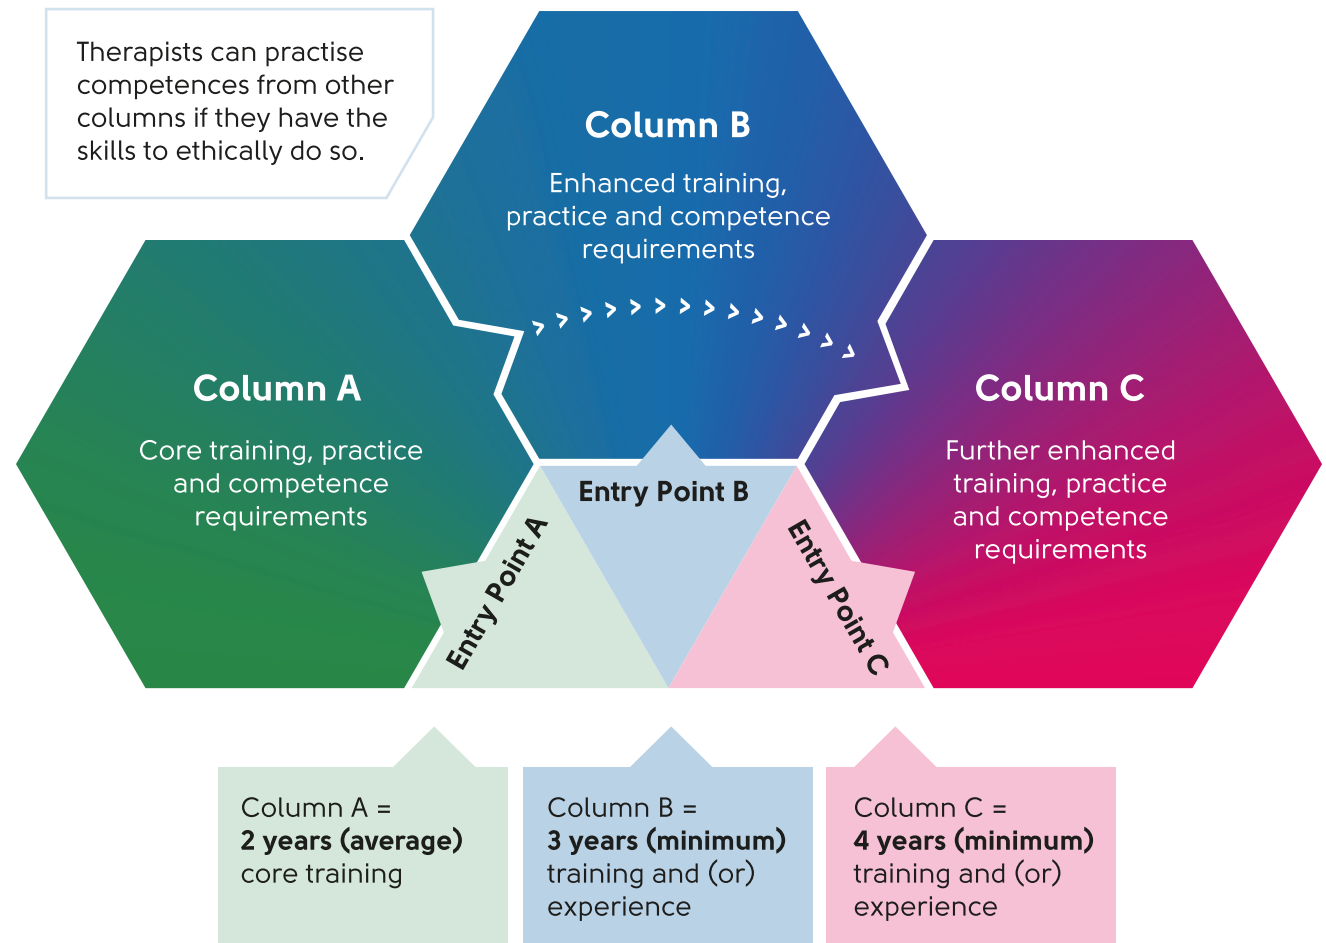 Therapists can practise
competences from other
columns if they have the
skills to ethically do so.
Column B
Enhanced training,
practice and competence
requirements
Column A
Core training, practice
and competence
requirements
Column C
Further enhanced
training, practice
and competence
requirements
Entry Point A
Entry Point B
Entry Point C
Column A =
2 years (average)
core training
Column B =
3 years (minimum)
training and (or)
experience
Column C =
4 years (minimum)
training and (or)
experience